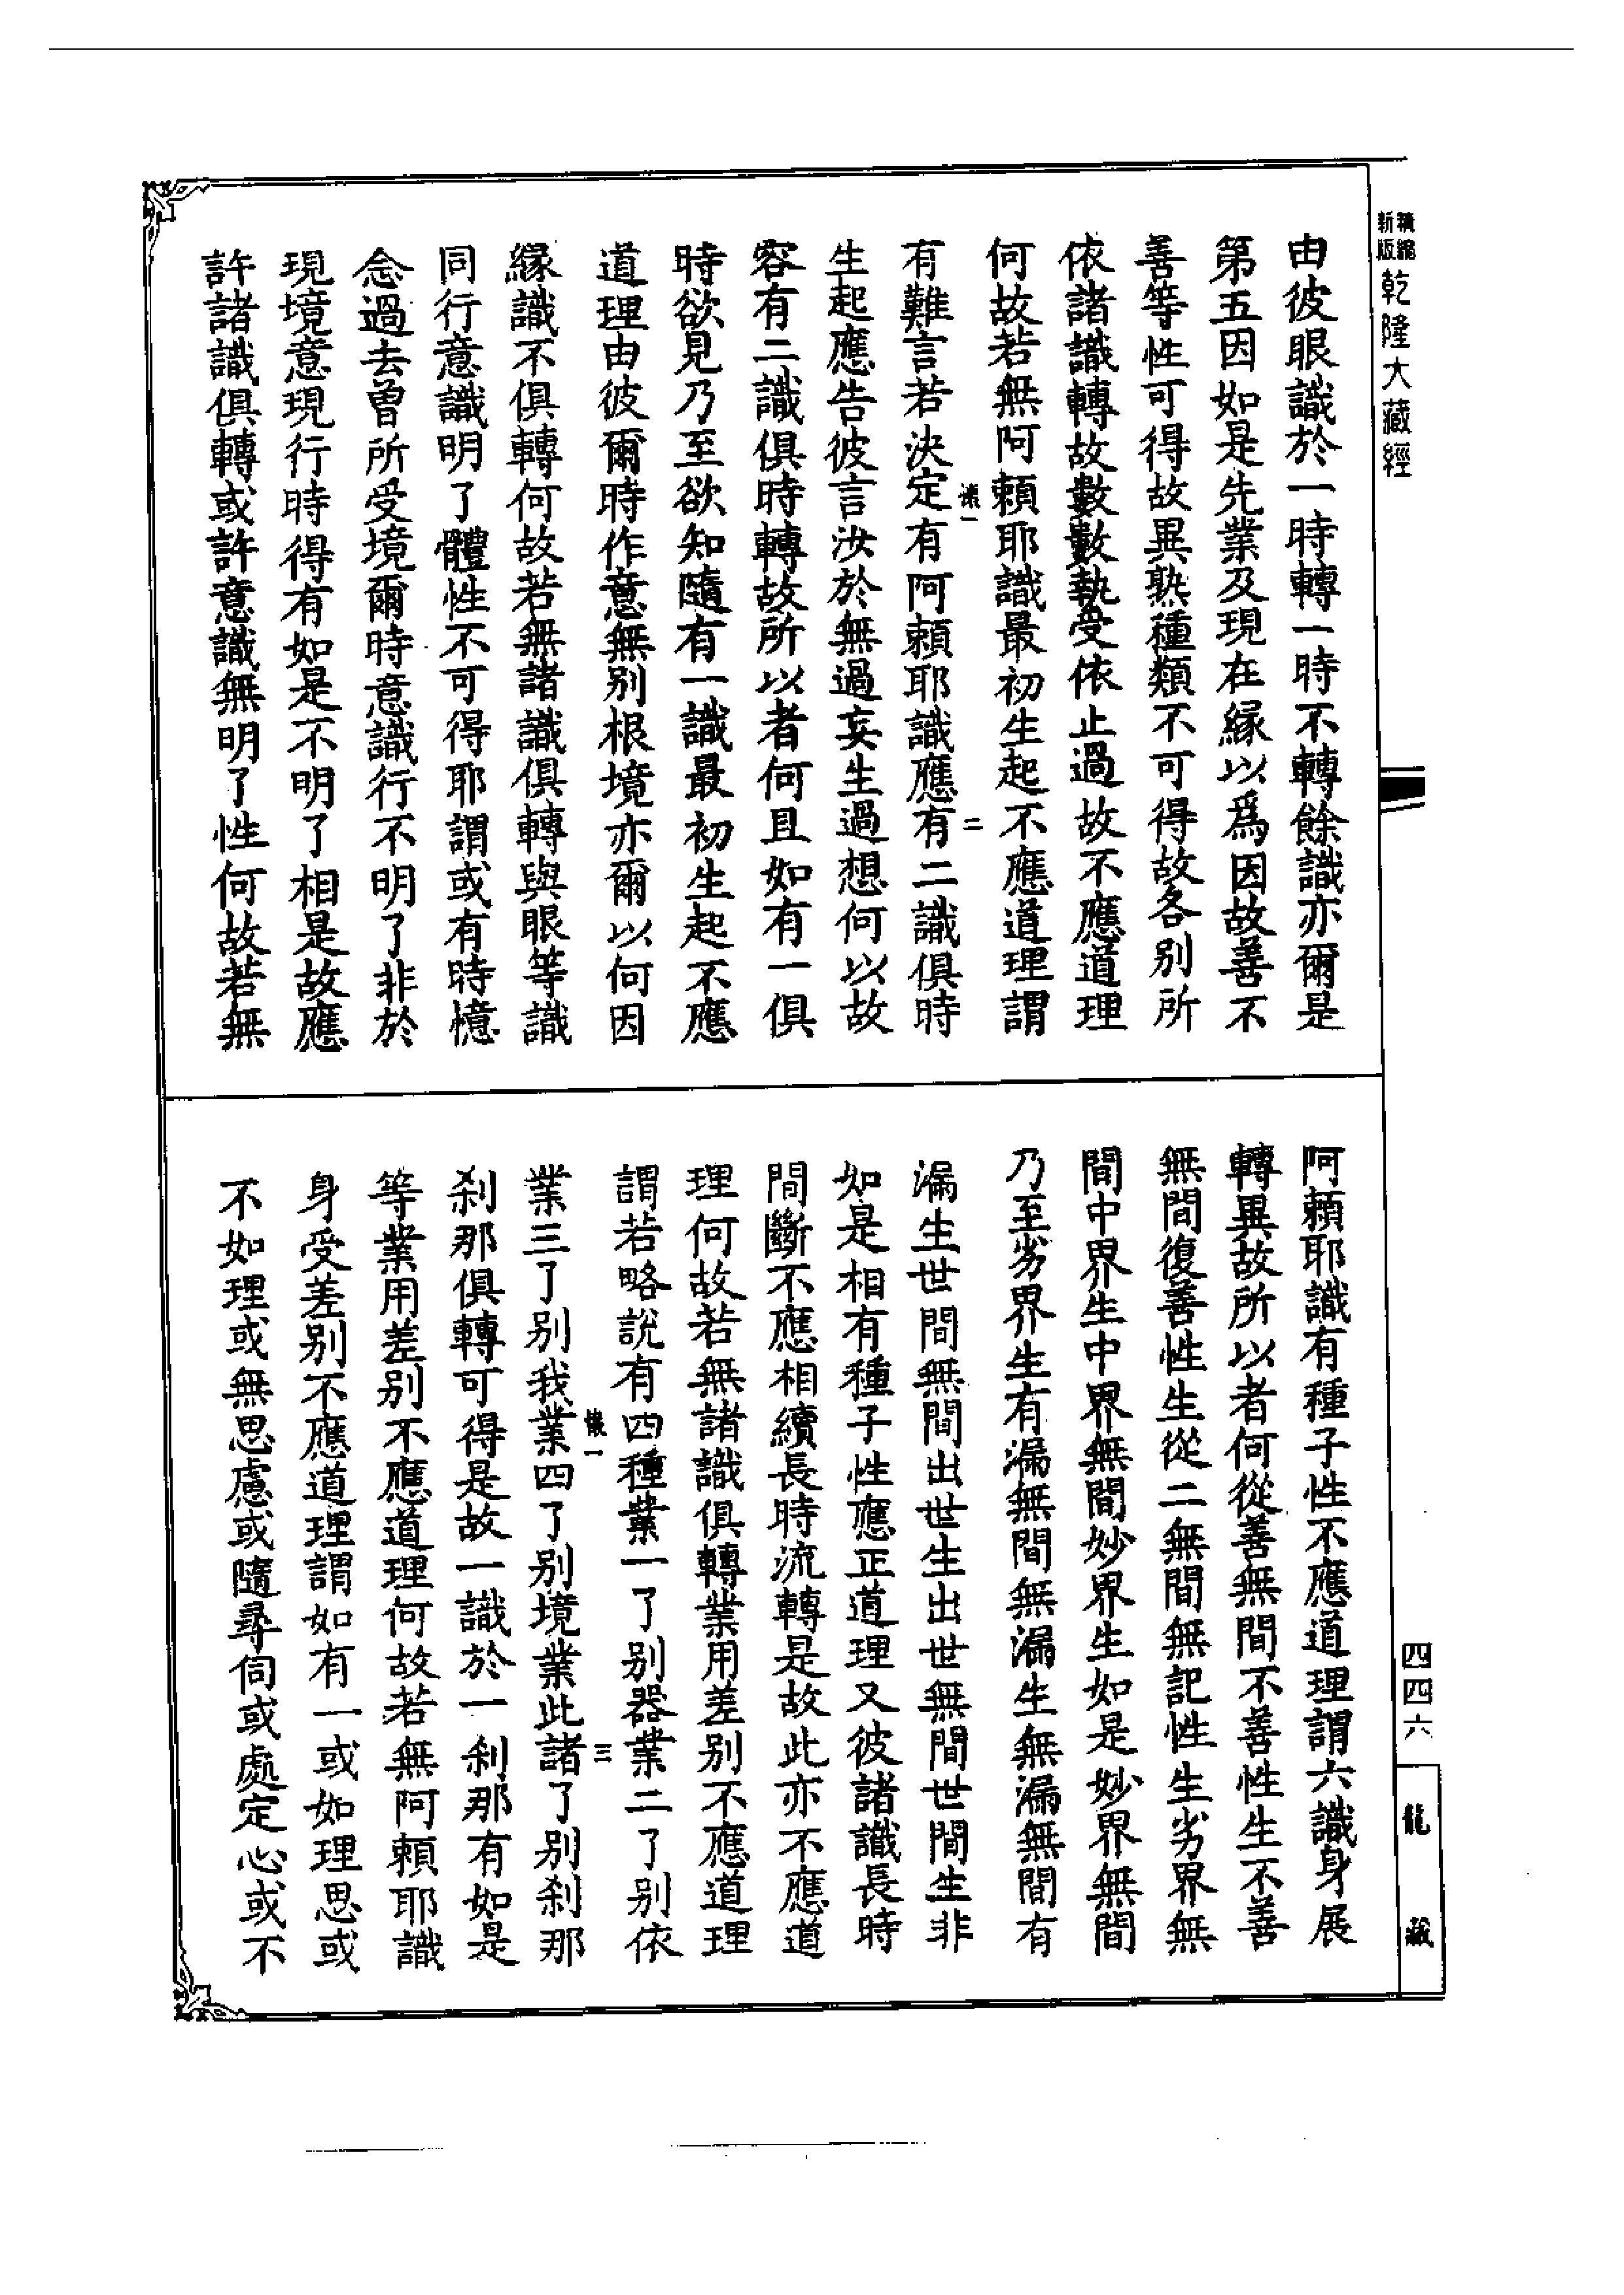 新版
精縮
乾隆大藏經
由彼眼識於一時轉一時不轉餘識亦爾是
第五因如是先業及現在緣以爲因故善不
善等性可得故異熟種類不可得故各別所
依諸識轉故數數執受依止過故不應道理
何故若無阿賴耶識最初生起不應道理謂
有難言若決定有阿賴耶識應有二識俱時
生起應告彼言汝於無過妄生過想何以故
容有二識俱時轉故所以者何且如有一俱
時欲見乃至欲知隨有一識最初生起不應
道理由彼爾時作意無別根境亦爾以何因
緣識不俱轉何故若無諸識俱轉與眼等識
同行意識明了體性不可得耶謂或有時憶
念過去曾所受境爾時意識行不明了非於
現境意現行時得有如是不明了相是故應
許諸識俱轉或許意識無明了性何故若無
阿賴耶識有種子性不應道理謂六識身展
轉異故所以者何從善無間不善性生不善
無間復善性生從二無間無記性生劣界無
間中界生中界無間妙界生如是妙界無間
乃至劣界生有漏無間無漏生無漏無間有
漏生世間無間出世生出世無間世間生非
如是相有種子性應正道理又彼諸識長時
間斷不應相續長時流轉是故此亦不應道
理何故若無諸識俱轉業用差別不應道理
謂若略說有四種業一了別器業二了別依
業三了別我業四了別境業此諸了別剎那
剎那俱轉可得是故一識於一剎那有如是
等業用差別不應道理何故若無阿賴耶識
身受差別不應道理謂如有一或如理思或
不如理或無思慮或隨尋伺或處定心或不
四四六
龍藏
二
三